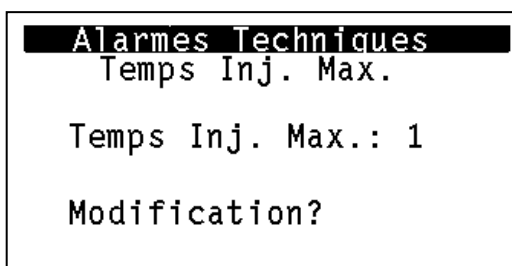 Alarmes Techniques
Temps Inj. Max.
Temps Inj. Max.: 1
Modification?